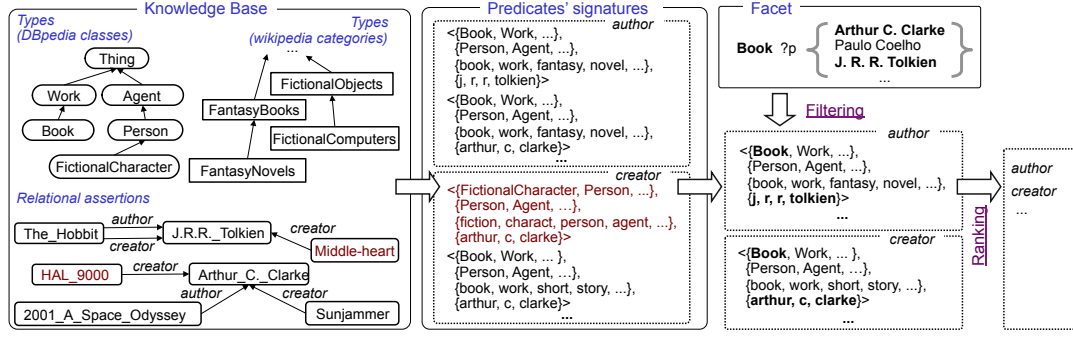 Knowledge Base
Types
(DBpedia classes)
Types
(wikipedia categories)
...
Thing
Work
Agent
Book
Person
FictionalCharacter
FictionalObjects
FantasyBooks
FictionalComputers
FantasyNovels
Relational assertions
The_Hobbit
author
creator
J.R.R._Tolkien
creator
Middle-heart
HAL_9000
creator
Arthur_C._Clarke
author
creator
2001_A_Space_Odyssey
Sunjammer
Predicates' signatures
author
<{Book, Work, ...},
{Person, Agent, ...},
{book, work, fantasy, novel, ...},
{j, r, r, tolkien}>
<{Book, Work, ...},
{Person, Agent, ...},
{book, work, fantasy, novel, ...},
{arthur, c, clarke}>
...
creator
<{FictionalCharacter, Person, ...},
{Person, Agent, ...},
{fiction, charact, person, agent, ...},
{arthur, c, clarke}>
<{Book, Work, ... },
{Person, Agent, ...},
{book, work, short, story, ...},
{arthur, c, clarke}>
...
Facet
Book ?p
Arthur C. Clarke
Paulo Coelho
J. R. R. Tolkien
...
Filtering
author
<{Book, Work, ...},
{Person, Agent, ...},
{book, work, fantasy, novel, ...},
{j, r, r, tolkien}>
...
creator
<{Book, Work, ... },
{Person, Agent, ...},
{book, work, short, story, ...},
{arthur, c, clarke}>
...
Ranking
author
creator
...